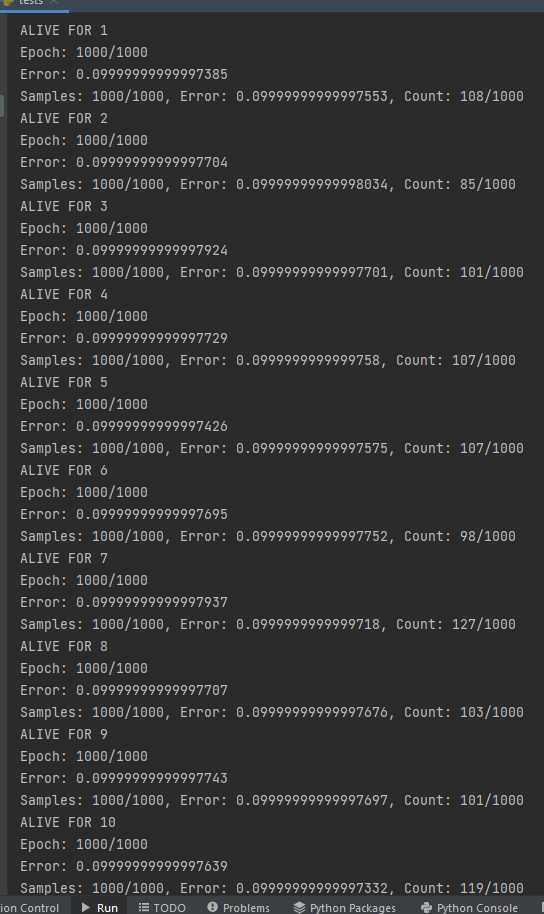 tests
ALIVE FOR 1
Epoch: 1000/1000
Error: 0.09999999999997385
Samples: 1000/1000, Error: 0.09999999999997553, Count: 108/1000
ALIVE FOR 2
Epoch: 1000/1000
Error: 0.09999999999997704
Samples: 1000/1000, Error: 0.09999999999998034, Count: 85/1000
ALIVE FOR 3
Epoch: 1000/1000
Error: 0.09999999999997924
Samples: 1000/1000, Error: 0.09999999999997701, Count: 101/1000
ALIVE FOR 4
Epoch: 1000/1000
Error: 0.09999999999997729
Samples: 1000/1000, Error: 0.0999999999999758, Count: 107/1000
ALIVE FOR 5
Epoch: 1000/1000
Error: 0.09999999999997426
Samples: 1000/1000, Error: 0.09999999999997575, Count: 107/1000
ALIVE FOR 6
Epoch: 1000/1000
Error: 0.09999999999997695
Samples: 1000/1000, Error: 0.09999999999997752, Count: 98/1000
ALIVE FOR 7
Epoch: 1000/1000
Error: 0.09999999999997937
Samples: 1000/1000, Error: 0.0999999999999718, Count: 127/1000
ALIVE FOR 8
Epoch: 1000/1000
Error: 0.09999999999997707
Samples: 1000/1000, Error: 0.09999999999997676, Count: 103/1000
ALIVE FOR 9
Epoch: 1000/1000
Error: 0.09999999999997743
Samples: 1000/1000, Error: 0.09999999999997697, Count: 101/1000
ALIVE FOR 10
Epoch: 1000/1000
Error: 0.09999999999997639
Samples: 1000/1000, Error: 0.09999999999997332, Count: 119/1000
ion Control Run TODO Problems Python Packages Python Console